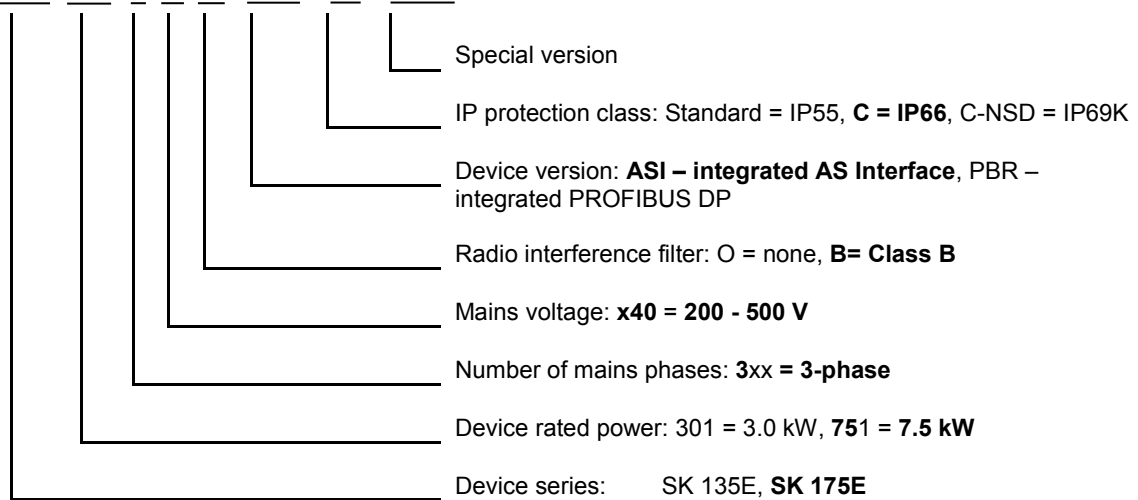 Special version
IP protection class: Standard = IP55, C = IP66, C-NSD = IP69K
Device version: ASI – integrated AS Interface, PBR –
integrated PROFIBUS DP
Radio interference filter: O = none, B= Class B
Mains voltage: x40 = 200 - 500 V
Number of mains phases: 3xx = 3-phase
Device rated power: 301 = 3.0 kW, 751 = 7.5 kW
Device series: SK 135E, SK 175E